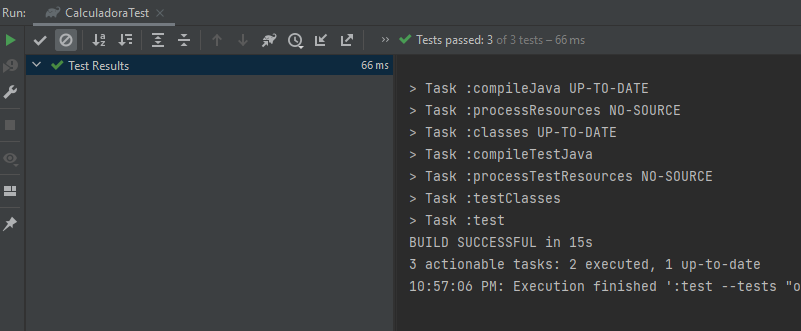 Run: CalculadoraTest
Tests passed: 3 of 3 tests – 66 ms
Test Results 66 ms
> Task :compileJava UP-TO-DATE
> Task :processResources NO-SOURCE
> Task :classes UP-TO-DATE
> Task :compileTestJava
> Task :processTestResources NO-SOURCE
> Task :testClasses
> Task :test
BUILD SUCCESSFUL in 15s
3 actionable tasks: 2 executed, 1 up-to-date
10:57:06 PM: Execution finished ':test --tests "o